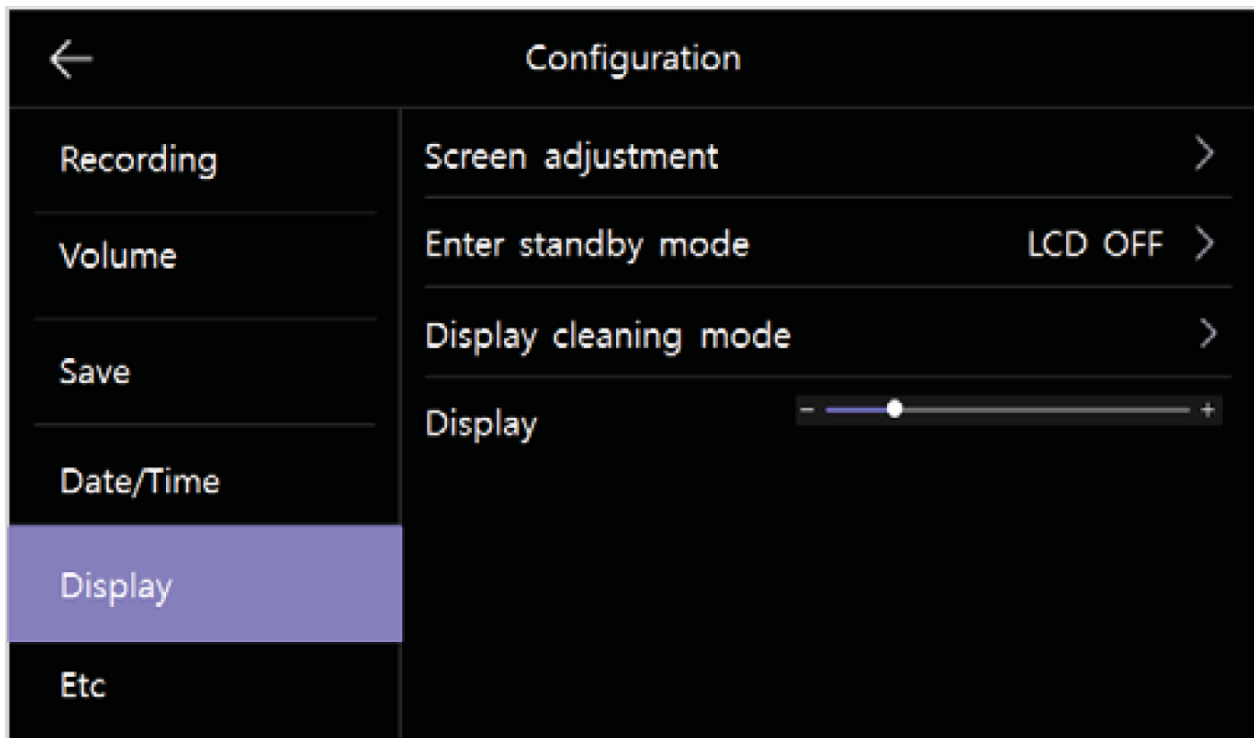 Configuration
Recording
Volume
Save
Date/Time
Display
Etc
Screen adjustment
Enter standby mode LCD OFF
Display cleaning mode
Display - +